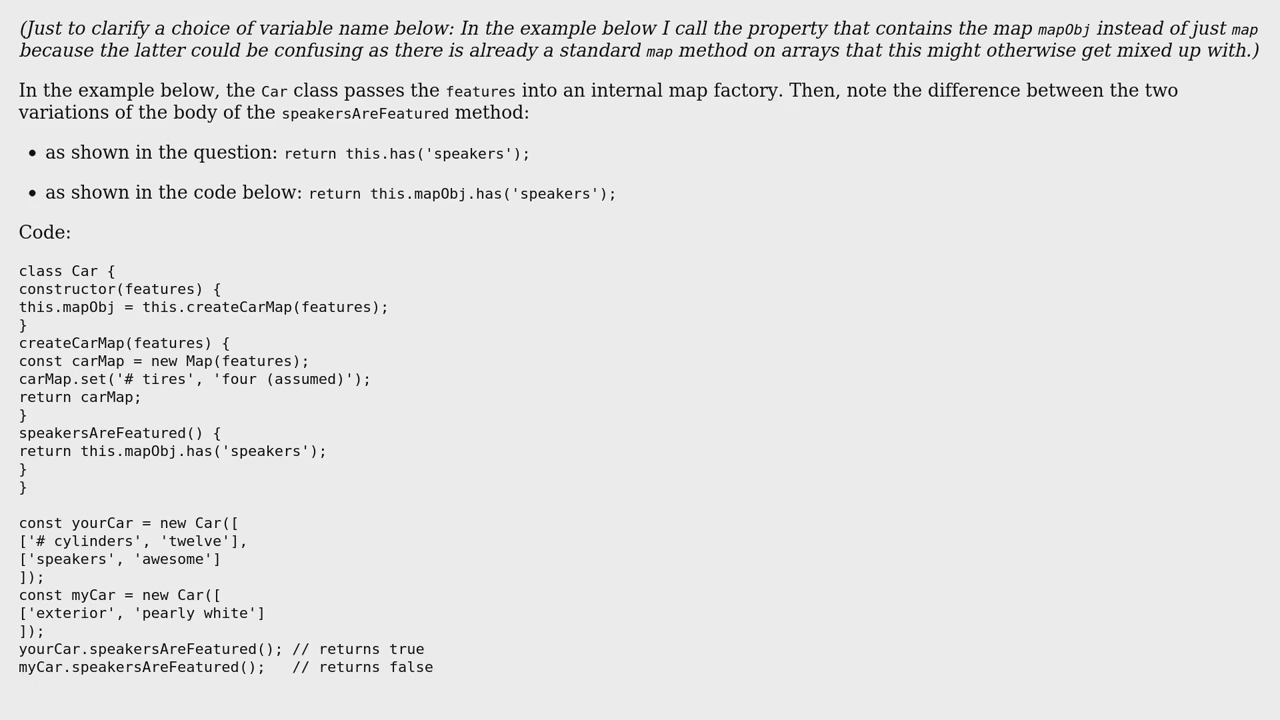 (Just to clarify a choice of variable name below: In the example below I call the property that contains the map mapObj instead of just map
because the latter could be confusing as there is already a standard map method on arrays that this might otherwise get mixed up with.)
In the example below, the Car class passes the features into an internal map factory. Then, note the difference between the two
variations of the body of the speakersAreFeatured method:
• as shown in the question: return this.has('speakers');
• as shown in the code below: return this.mapObj.has('speakers');
Code:
class Car {
constructor(features) {
this.mapObj = this.createCarMap(features);
}
createCarMap(features) {
const carMap = new Map(features);
carMap.set('# tires', 'four (assumed)');
return carMap;
}
speakersAreFeatured() {
return this.mapObj.has('speakers');
}
}
const yourCar = new Car([
['# cylinders', 'twelve'],
['speakers', 'awesome']
]);
const myCar = new Car([
['exterior', 'pearly white']
]);
yourCar.speakersAreFeatured(); // returns true
myCar.speakersAreFeatured();   // returns false